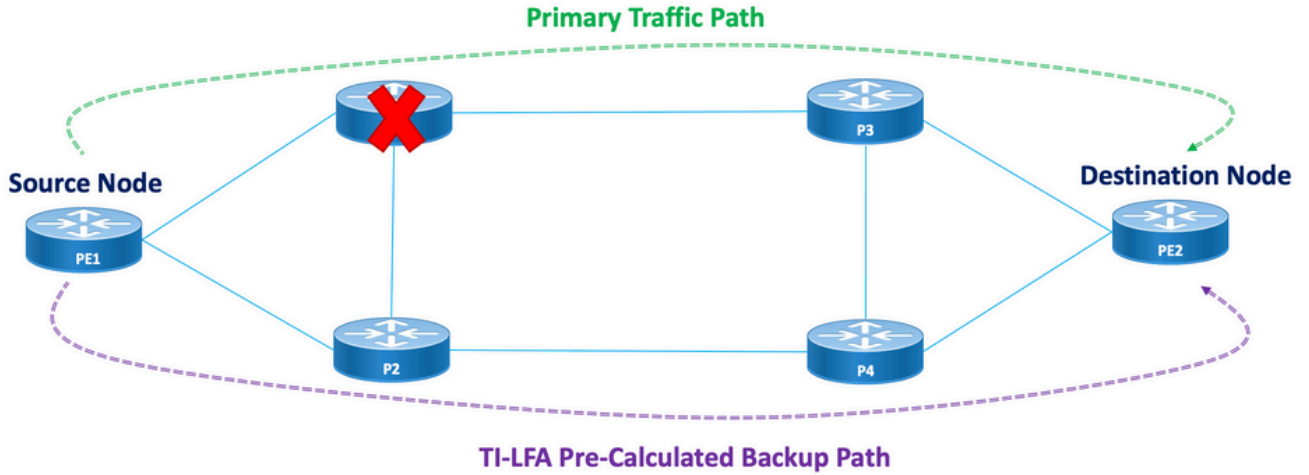 Primary Traffic Path
P3
Source Node
Destination Node
PE1
PE2
P2
P4
TI-LFA Pre-Calculated Backup Path